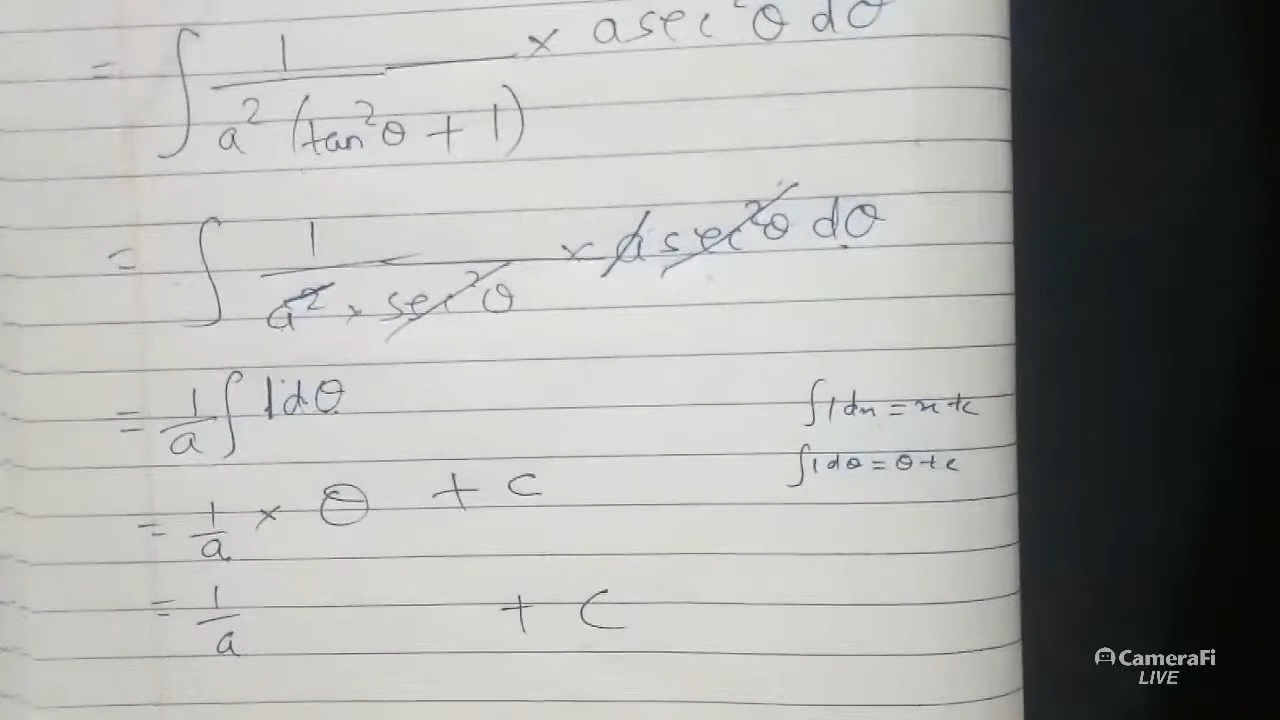 = ∫ 1/(a²(tan²θ + 1)) × a sec²θ dθ
= ∫ 1/(a² × sec²θ) × a sec²θ dθ
= 1/a ∫ 1 dθ
∫ 1 dx = x + c
∫ 1 dθ = θ + c
= 1/a × θ + c
= 1/a + c
CameraFi
LIVE